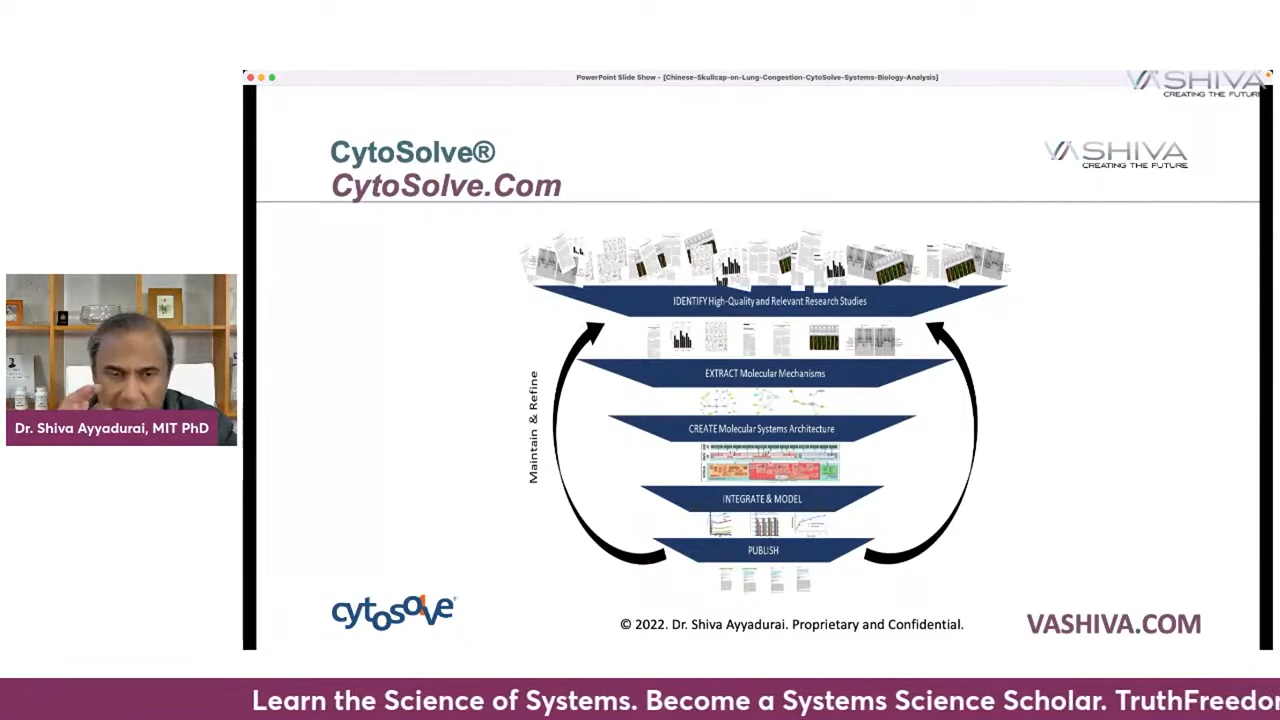 PowerPoint Slide Show - [Chinese-Skullcap-on-Lung-Congestion-CytoSolve-Systems-Biology-Analysis]
VASHIVA
CREATING THE FUTURE
CytoSolve®
CytoSolve.Com
VASHIVA
CREATING THE FUTURE
IDENTIFY High-Quality and Relevant Research Studies
EXTRACT Molecular Mechanisms
CREATE Molecular Systems Architecture
INTEGRATE & MODEL
PUBLISH
Maintain & Refine
Dr. Shiva Ayyadurai, MIT PhD
cytosolve
© 2022. Dr. Shiva Ayyadurai. Proprietary and Confidential.
VASHIVA.COM
Learn the Science of Systems. Become a Systems Science Scholar. TruthFreedo